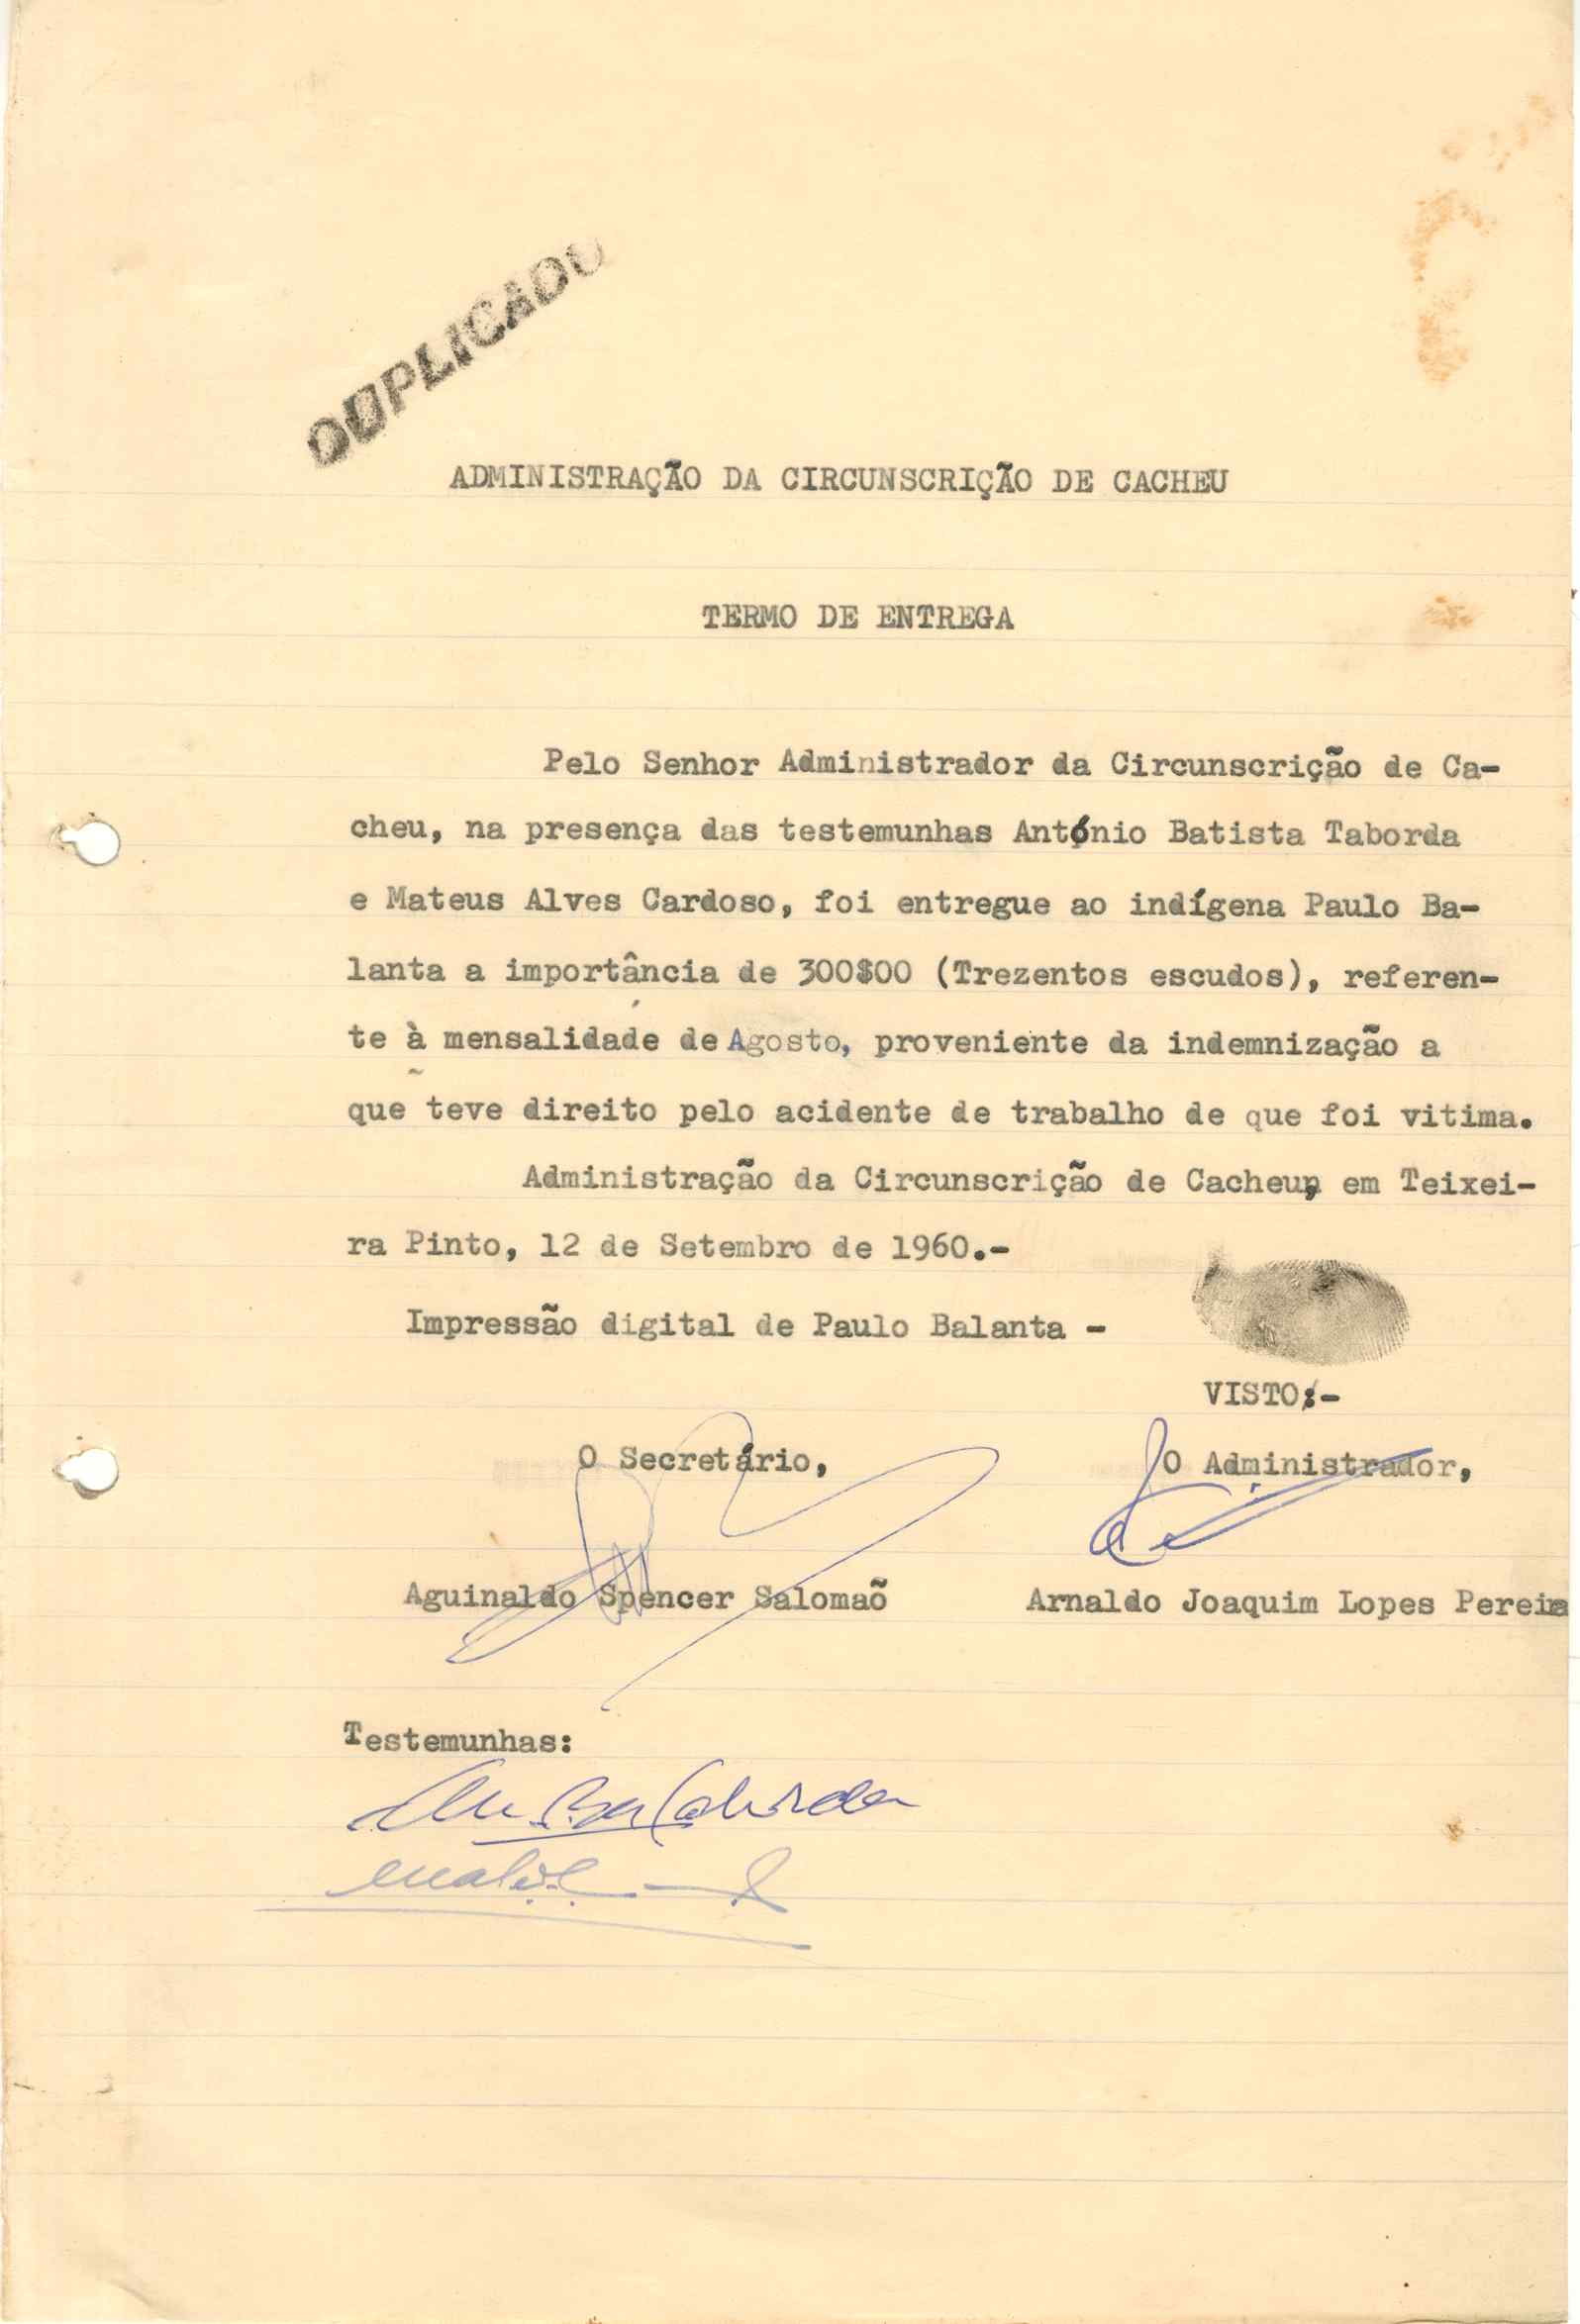 DUPLICADO
ADMINISTRAÇÃO DA CIRCUNSCRIÇÃO DE CACHEU
TERMO DE ENTREGA
Pelo Senhor Administrador da Circunscrição de Ca-
cheu, na presença das testemunhas António Batista Taborda
e Mateus Alves Cardoso, foi entregue ao indígena Paulo Ba-
lanta a importância de 300$00 (Trezentos escudos), referen-
te à mensalidade de Agosto, proveniente da indemnização a
que teve direito pelo acidente de trabalho de que foi vitima.
Administração da Circunscrição de Cacheu, em Teixei-
ra Pinto, 12 de Setembro de 1960.-
Impressão digital de Paulo Balanta -
VISTO:-
O Secretário, O Administrador,
Aguinaldo Spencer Salomaõ Arnaldo Joaquim Lopes Pereira
Testemunhas: